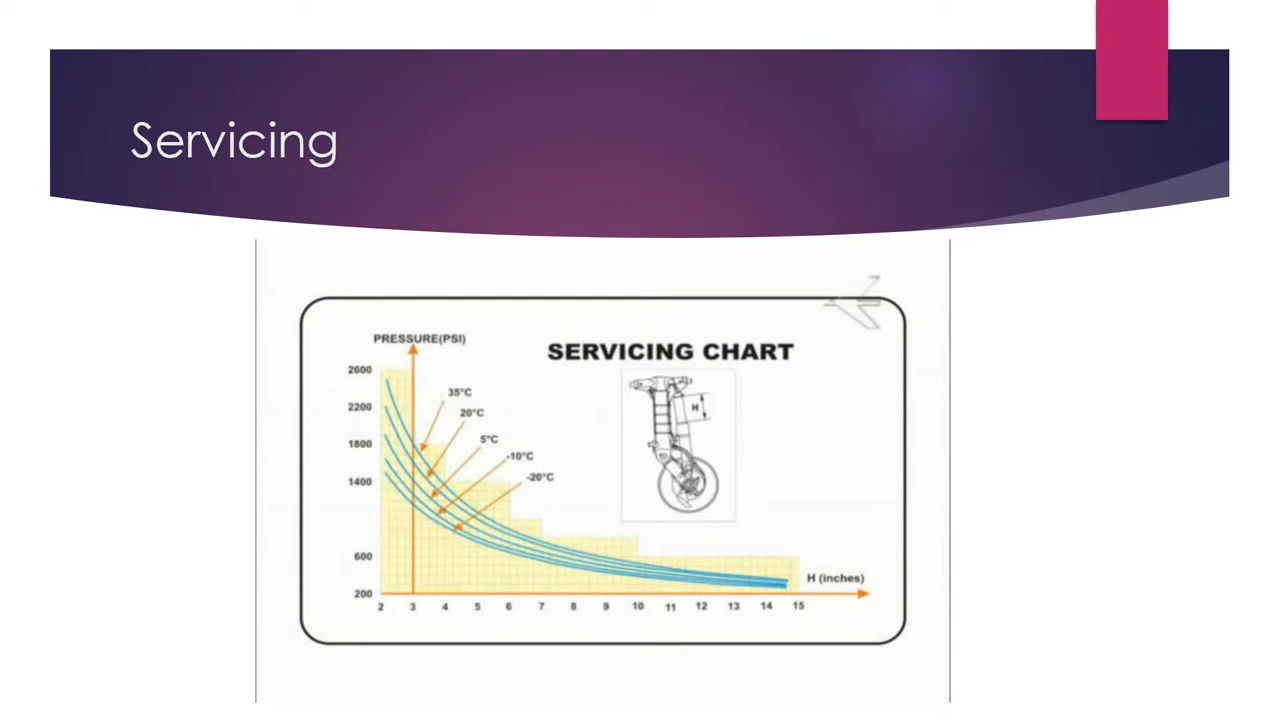 Servicing
PRESSURE(PSI)
SERVICING CHART
2600
2200
1800
1400
600
200
35°C
20°C
5°C
-10°C
-20°C
H
H (inches)
2 3 4 5 6 7 8 9 10 11 12 13 14 15